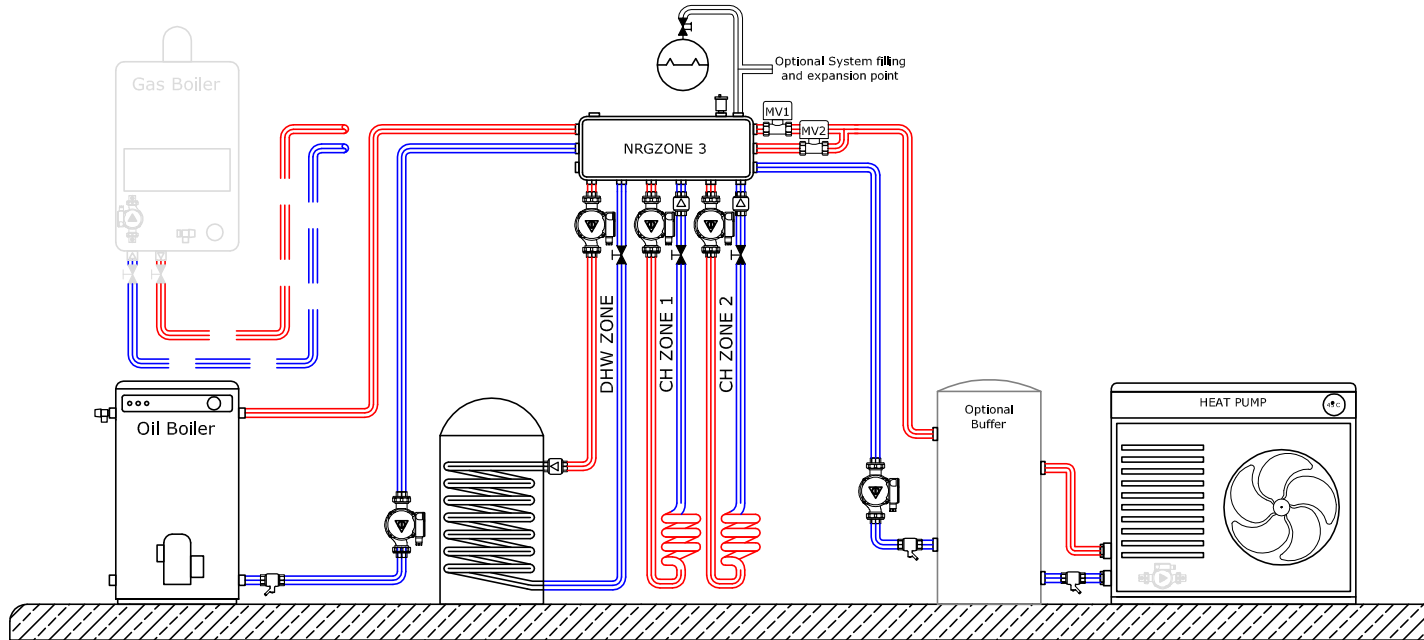 Gas Boiler
Optional System filling
and expansion point
MV1
MV2
NRGZONE 3
DHW ZONE
CH ZONE 1
CH ZONE 2
Oil Boiler
Optional
Buffer
HEAT PUMP